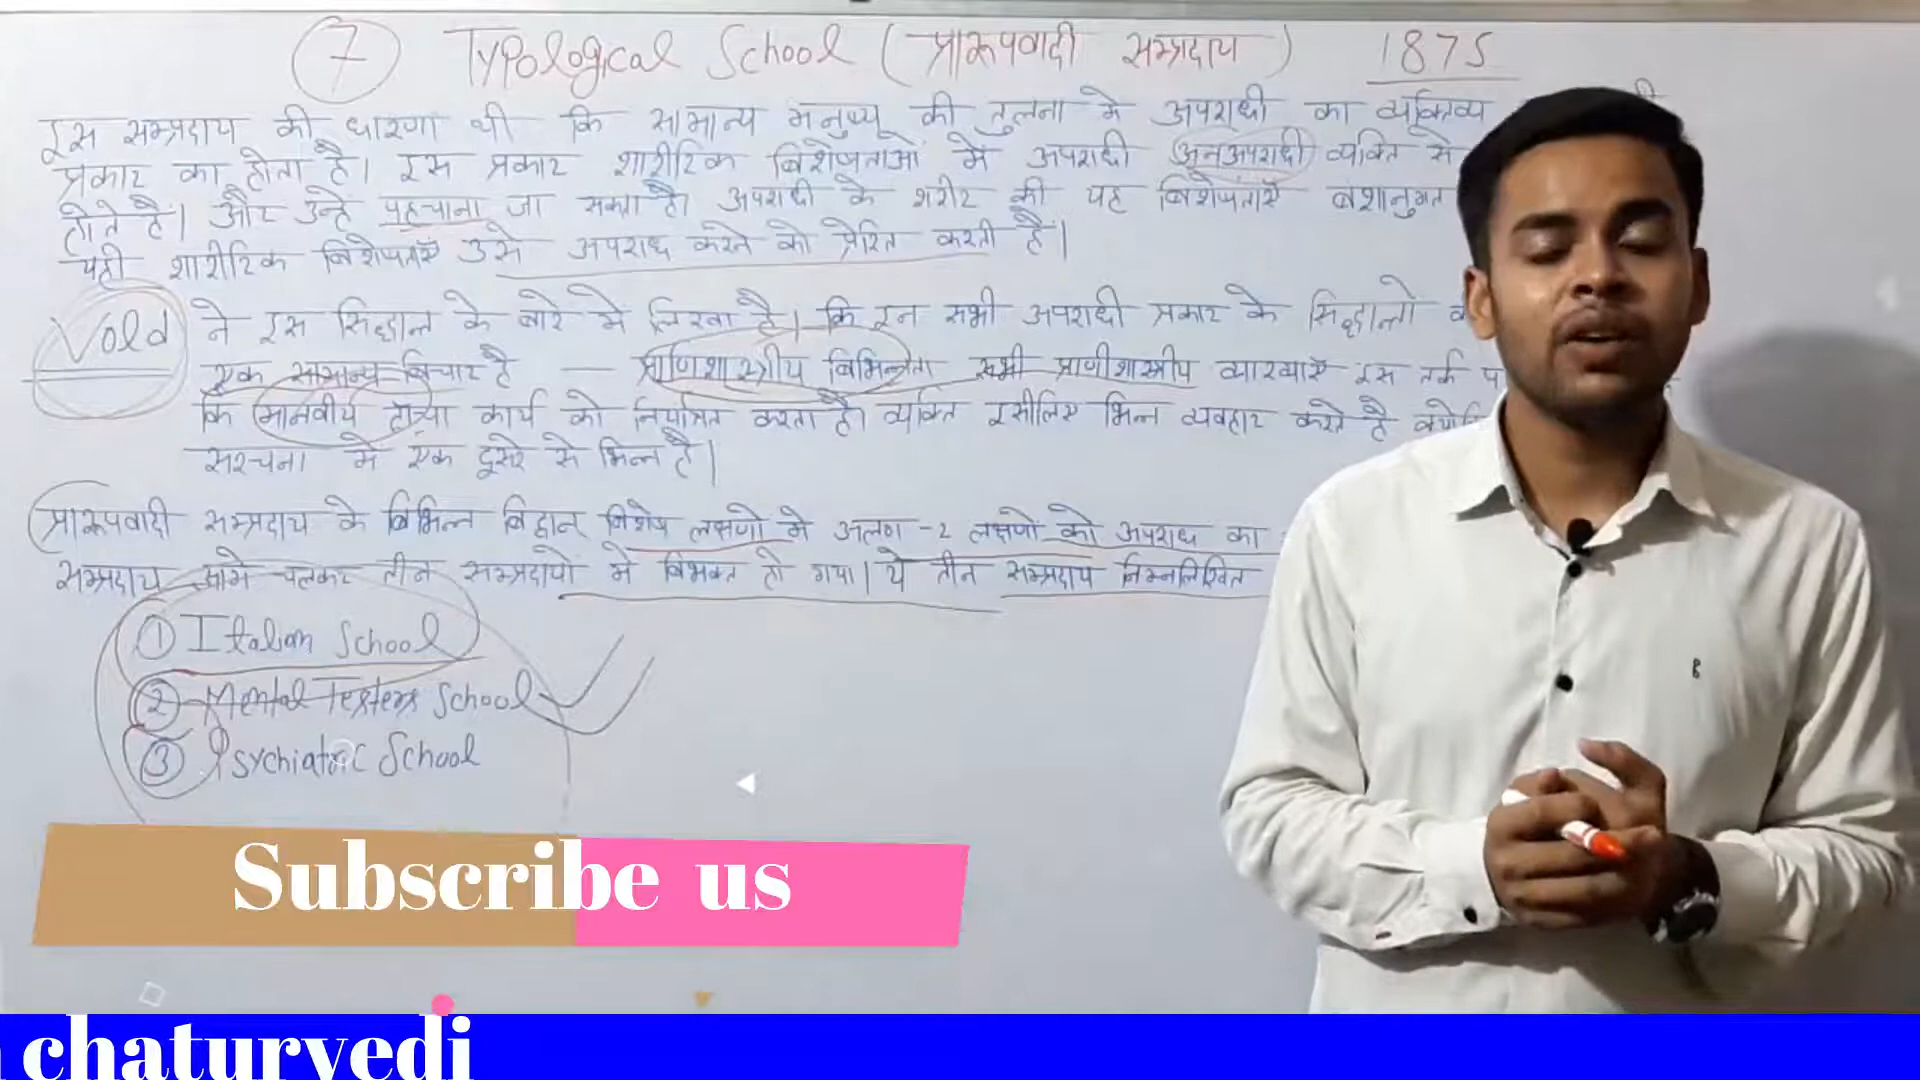 7 Typological School (प्रारूपवादी सम्प्रदाय) 1875
इस सम्प्रदाय की धारणा थी कि सामान्य मनुष्य की तुलना मे अपराधी का व्यक्तित्व
प्रकार का होता है। इस प्रकार शारीरिक विशेषताओं में अपराधी अनअपराधी व्यक्ति से
होते है। और उन्हे पहचाना जा सकता है। अपराधी के शरीर की यह विशेषताएँ वंशानुगत
यही शारीरिक विशेषताएँ उसे अपराध करने को प्रेरित करती है।
Vold ने इस सिद्धान्त के बारे मे लिखा है। कि इन सभी अपराधी प्रकार के सिद्धान्तो
एक सामान्य विचार है — प्राणिशास्त्रीय विभिन्नता सभी प्राणीशास्त्रीय व्याख्याएँ इस तर्क
कि मानवीय ढाँचा कार्य को नियंत्रित करता है। व्यक्ति इसीलिए भिन्न व्यवहार करते है
संरचना मे एक दूसरे से भिन्न है।
प्रारूपवादी सम्प्रदाय के विभिन्न विद्वान् विशेष लक्षणो मे अलग-2 लक्षणो को अपराध का
सम्प्रदाय आगे चलकर तीन सम्प्रदायो में विभक्त हो गया। ये तीन सम्प्रदाय निम्नलिखित
1 Italian School
2 Mental Testers School
3 Psychiatric School
B
Subscribe us
chaturvedi